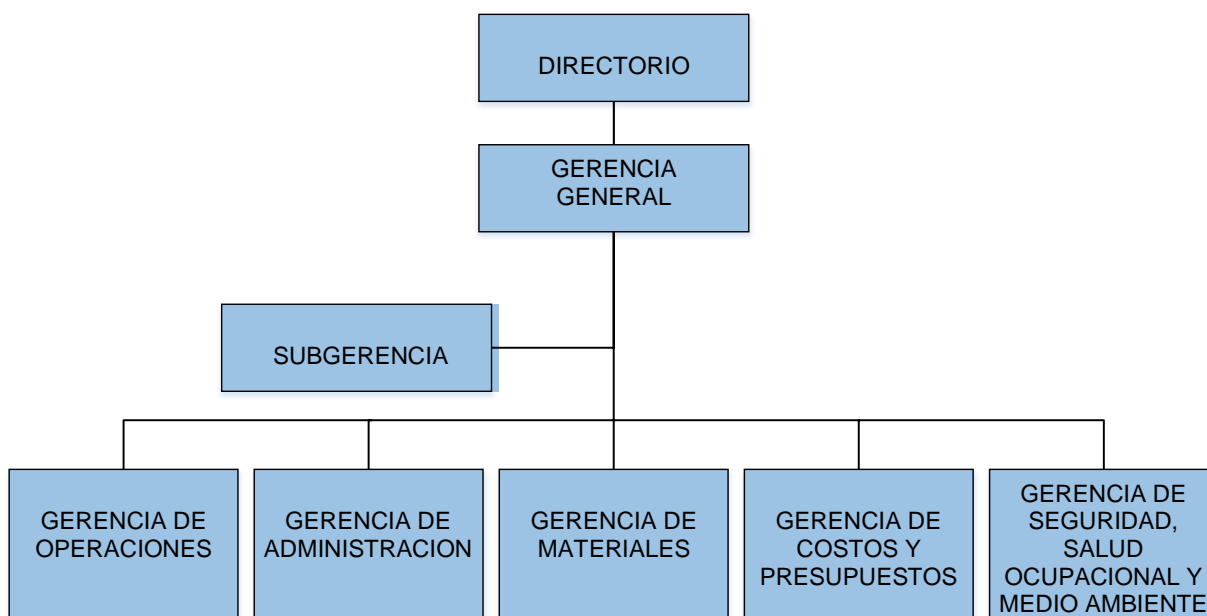 DIRECTORIO
GERENCIA
GENERAL
SUBGERENCIA
GERENCIA DE
OPERACIONES
GERENCIA DE
ADMINISTRACION
GERENCIA DE
MATERIALES
GERENCIA DE
COSTOS Y
PRESUPUESTOS
GERENCIA DE
SEGURIDAD,
SALUD
OCUPACIONAL Y
MEDIO AMBIENTE